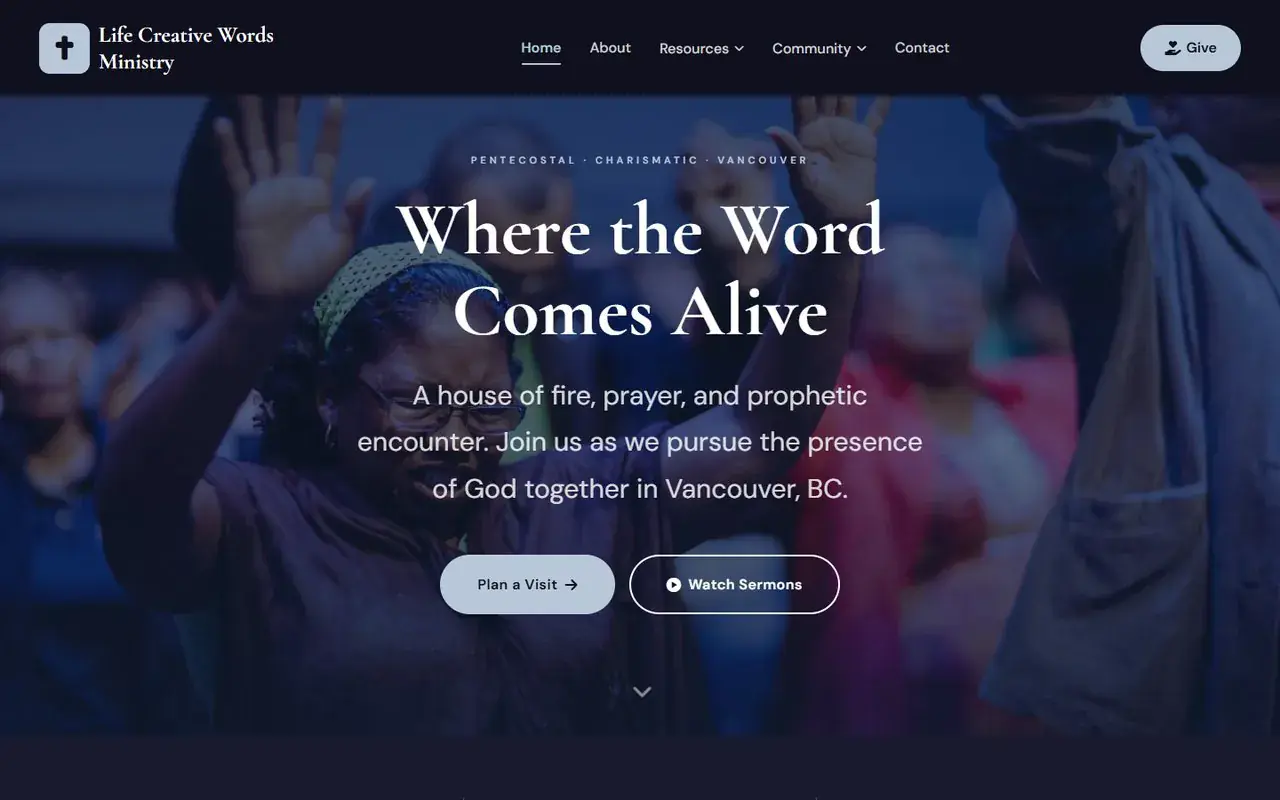 Life Creative Words
Ministry
Home
About
Resources
Community
Contact
Give
PENTECOSTAL · CHARISMATIC · VANCOUVER
Where the Word
Comes Alive
A house of fire, prayer, and prophetic
encounter. Join us as we pursue the presence
of God together in Vancouver, BC.
Plan a Visit
Watch Sermons